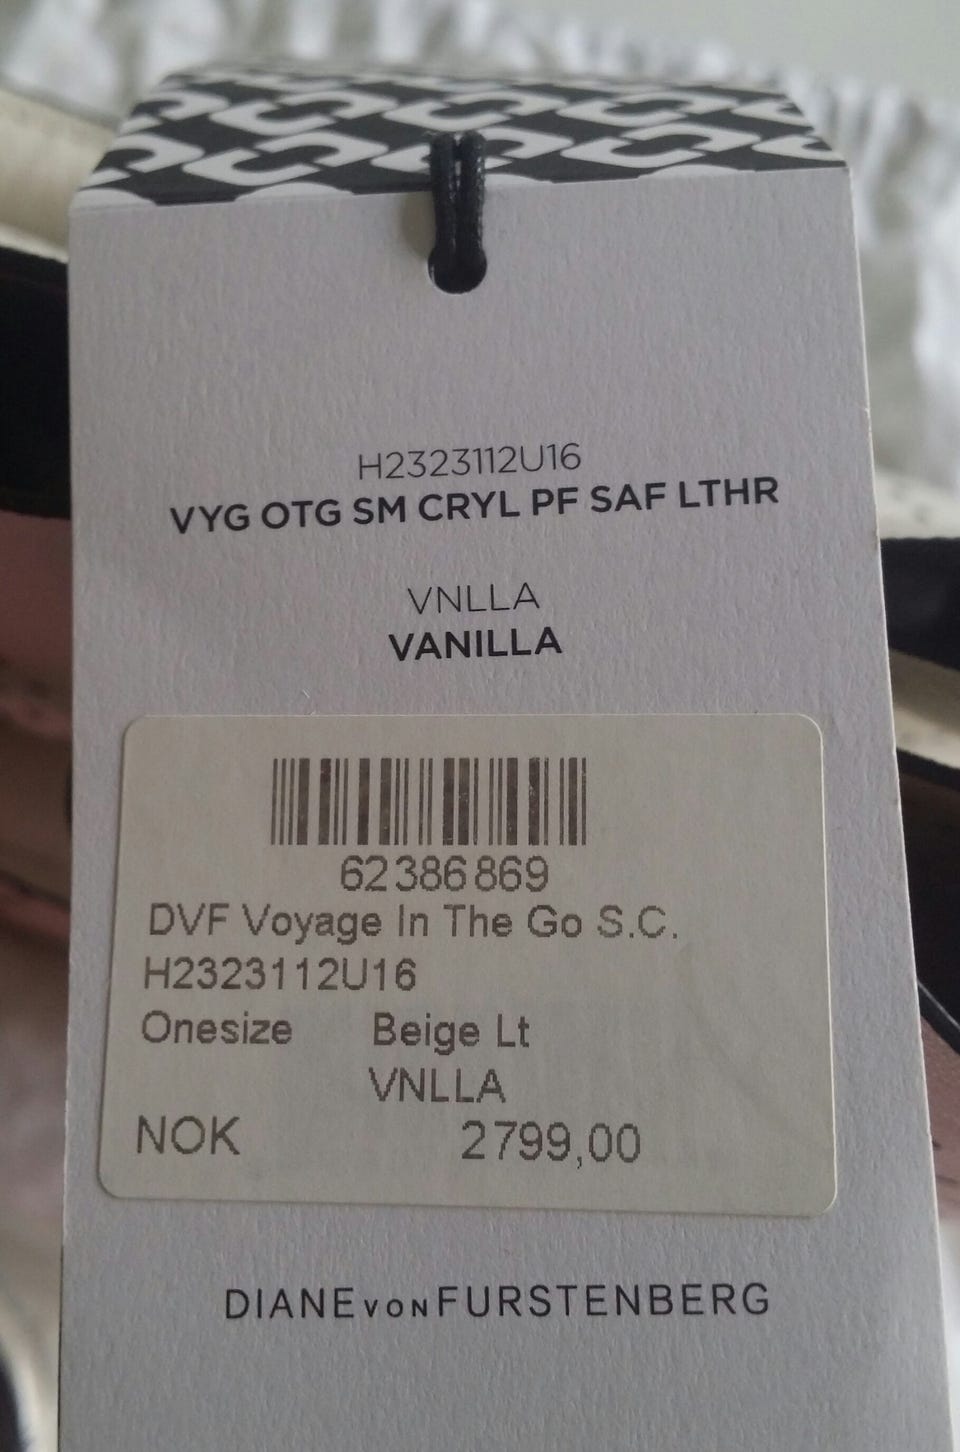 H2323112U16
VYG OTG SM CRYL PF SAF LTHR
VNLLA
VANILLA
62386869
DVF Voyage In The Go S.C.
H2323112U16
Onesize Beige Lt
VNLLA
NOK 2799,00
DIANE VON FURSTENBERG